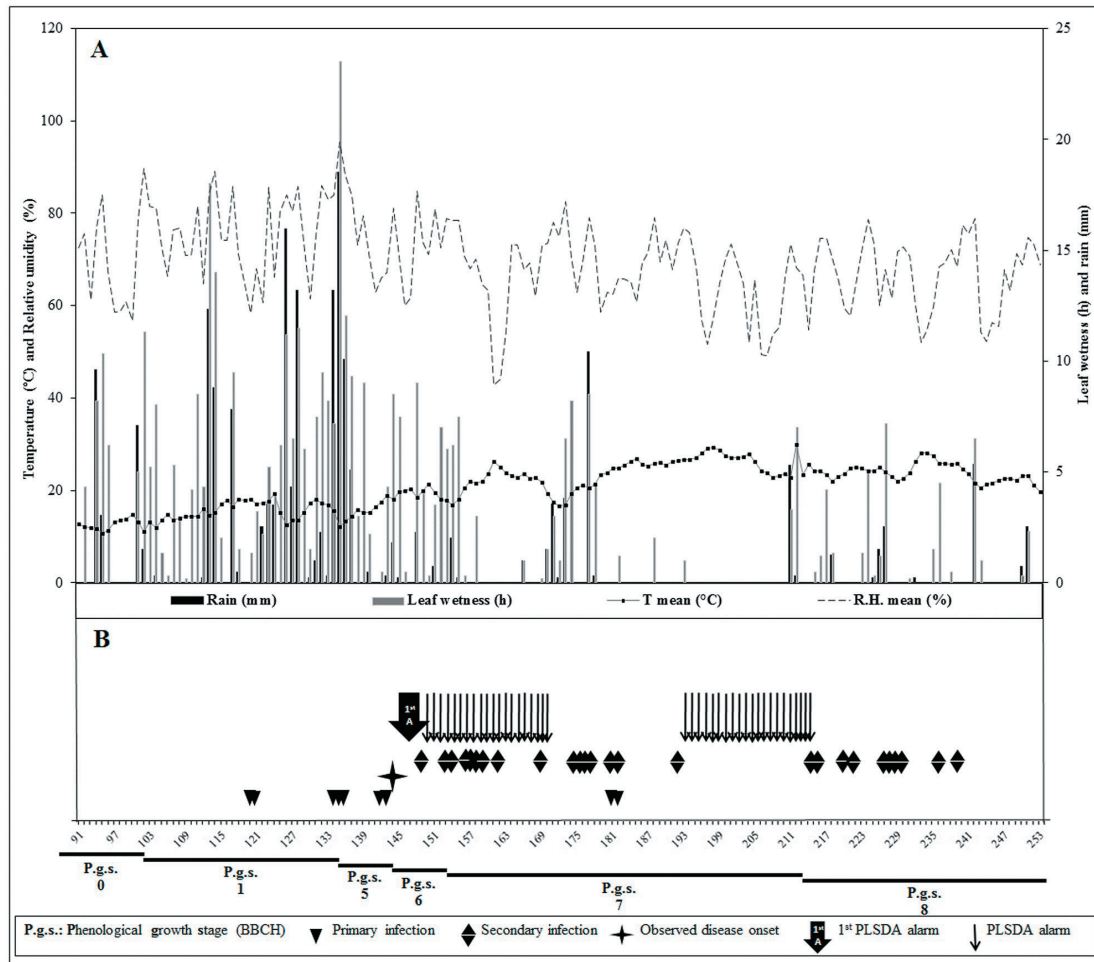 A
120
100
80
60
40
20
0
Temperature (°C) and Relative umidity (%)
25
20
15
10
5
0
Leaf wetness (h) and rain (mm)
Rain (mm) Leaf wetness (h) T mean (°C) R.H. mean (%)
B
1st A
91 97 103 109 115 121 127 133 139 145 151 157 163 169 175 181 187 193 199 205 211 217 223 229 235 241 247 253
P.g.s. 0
P.g.s. 1
P.g.s. 5
P.g.s. 6
P.g.s. 7
P.g.s. 8
P.g.s.: Phenological growth stage (BBCH) Primary infection Secondary infection Observed disease onset 1st A 1st PLSDA alarm PLSDA alarm